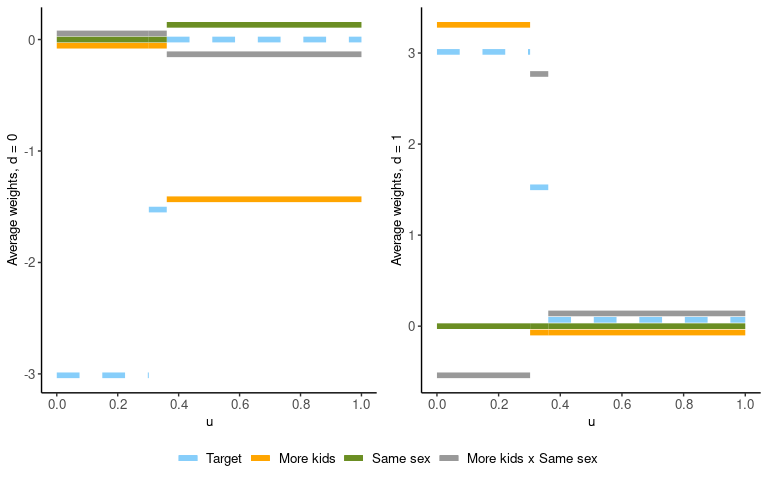 Average weights, d = 0
0
-1
-2
-3
0.0 0.2 0.4 0.6 0.8 1.0
u
Average weights, d = 1
3
2
1
0
0.0 0.2 0.4 0.6 0.8 1.0
u
Target More kids Same sex More kids x Same sex